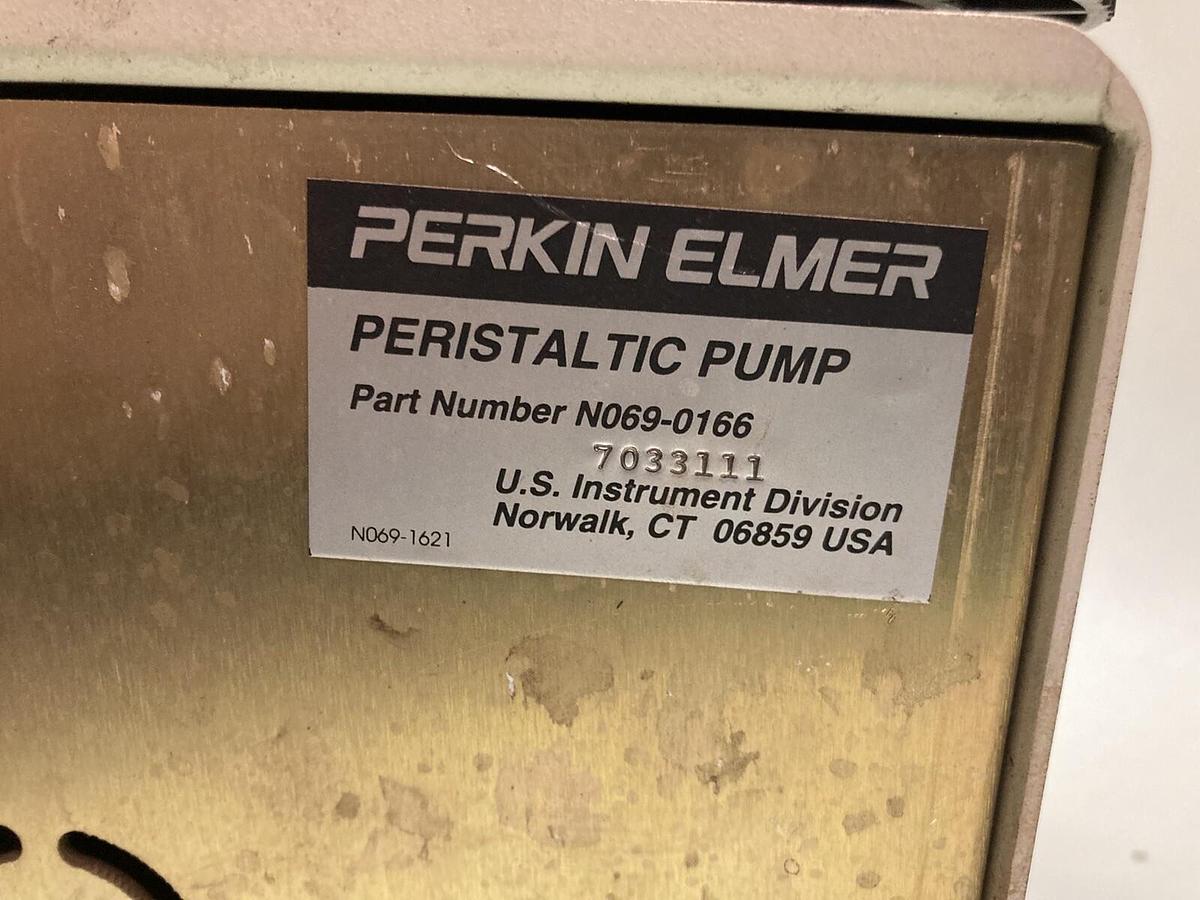 PERKIN ELMER
PERISTALTIC PUMP
Part Number N069-0166
7033111
U.S. Instrument Division
Norwalk, CT 06859 USA
N069-1621